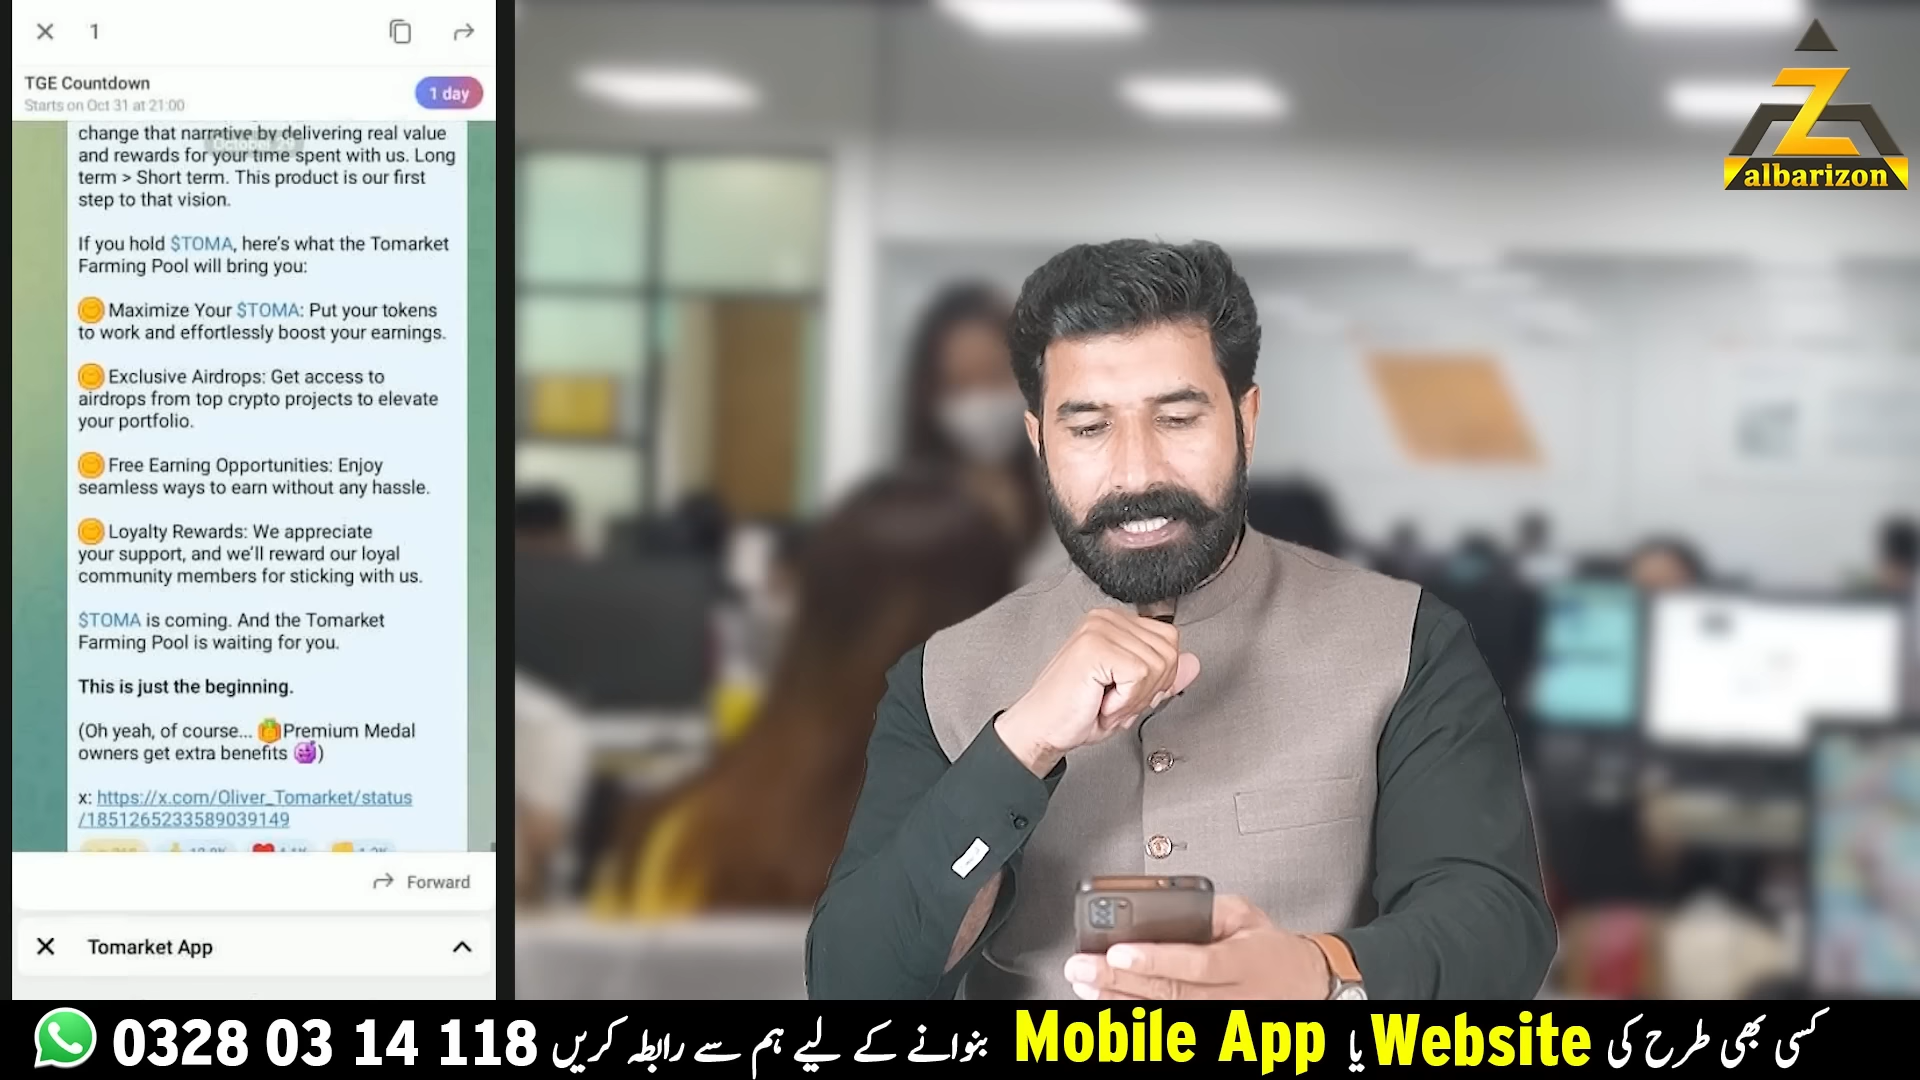 1
TGE Countdown
Starts on Oct 31 at 21:00
1 day
October 29
change that narrative by delivering real value
and rewards for your time spent with us. Long
term > Short term. This product is our first
step to that vision.
If you hold $TOMA, here's what the Tomarket
Farming Pool will bring you:
Maximize Your $TOMA: Put your tokens
to work and effortlessly boost your earnings.
Exclusive Airdrops: Get access to
airdrops from top crypto projects to elevate
your portfolio.
Free Earning Opportunities: Enjoy
seamless ways to earn without any hassle.
Loyalty Rewards: We appreciate
your support, and we'll reward our loyal
community members for sticking with us.
$TOMA is coming. And the Tomarket
Farming Pool is waiting for you.
This is just the beginning.
(Oh yeah, of course... Premium Medal
owners get extra benefits )
x: https://x.com/Oliver_Tomarket/status
/1851265233589039149
Forward
Tomarket App
Z
albarizon
کسی بھی طرح کی Website یا Mobile App بنوانے کے لیے ہم سے رابطہ کریں 0328 03 14 118